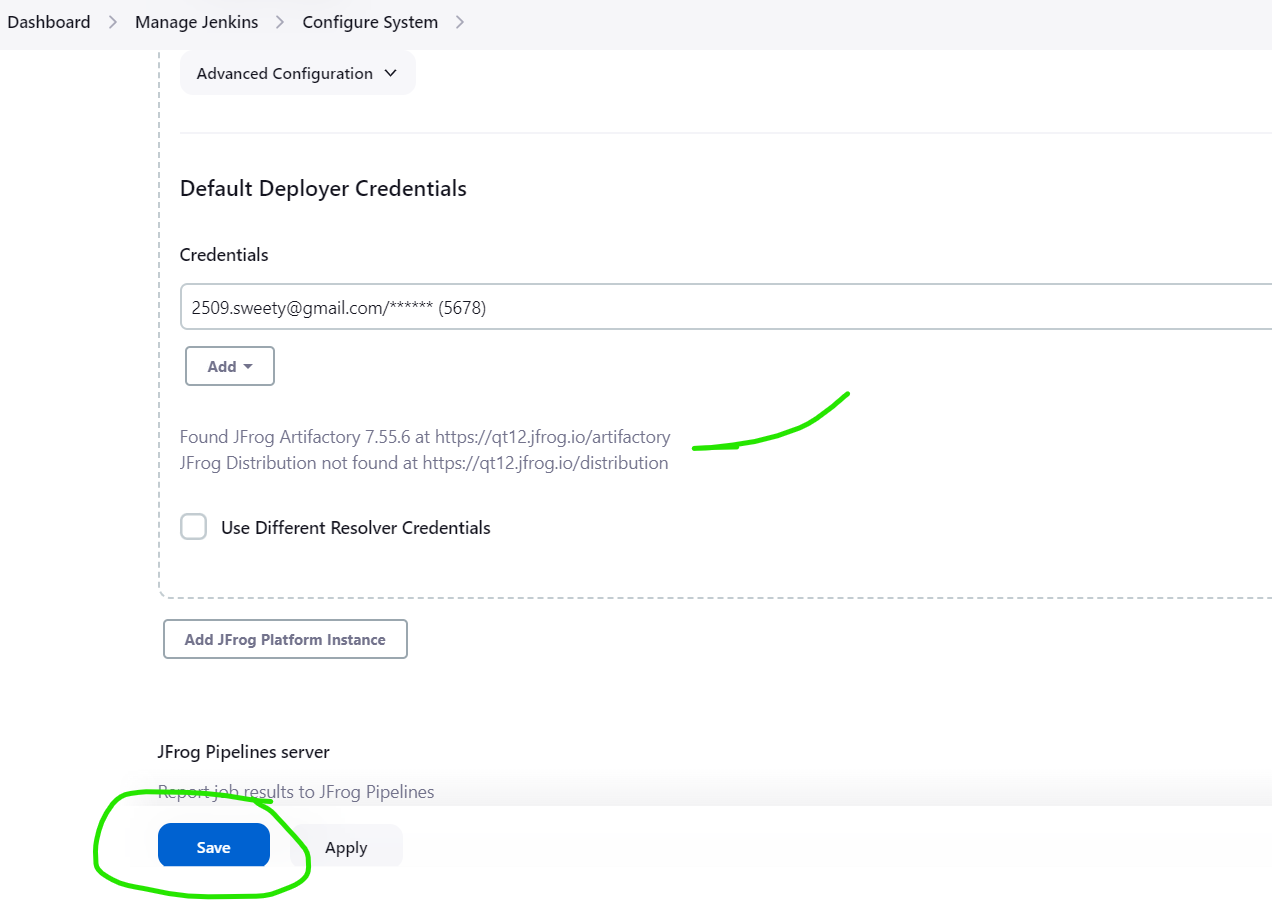 Dashboard > Manage Jenkins > Configure System >
Advanced Configuration
Default Deployer Credentials
Credentials
2509.sweety@gmail.com/****** (5678)
Add
Found JFrog Artifactory 7.55.6 at https://qt12.jfrog.io/artifactory
JFrog Distribution not found at https://qt12.jfrog.io/distribution
Use Different Resolver Credentials
Add JFrog Platform Instance
JFrog Pipelines server
Report job results to JFrog Pipelines
Save Apply